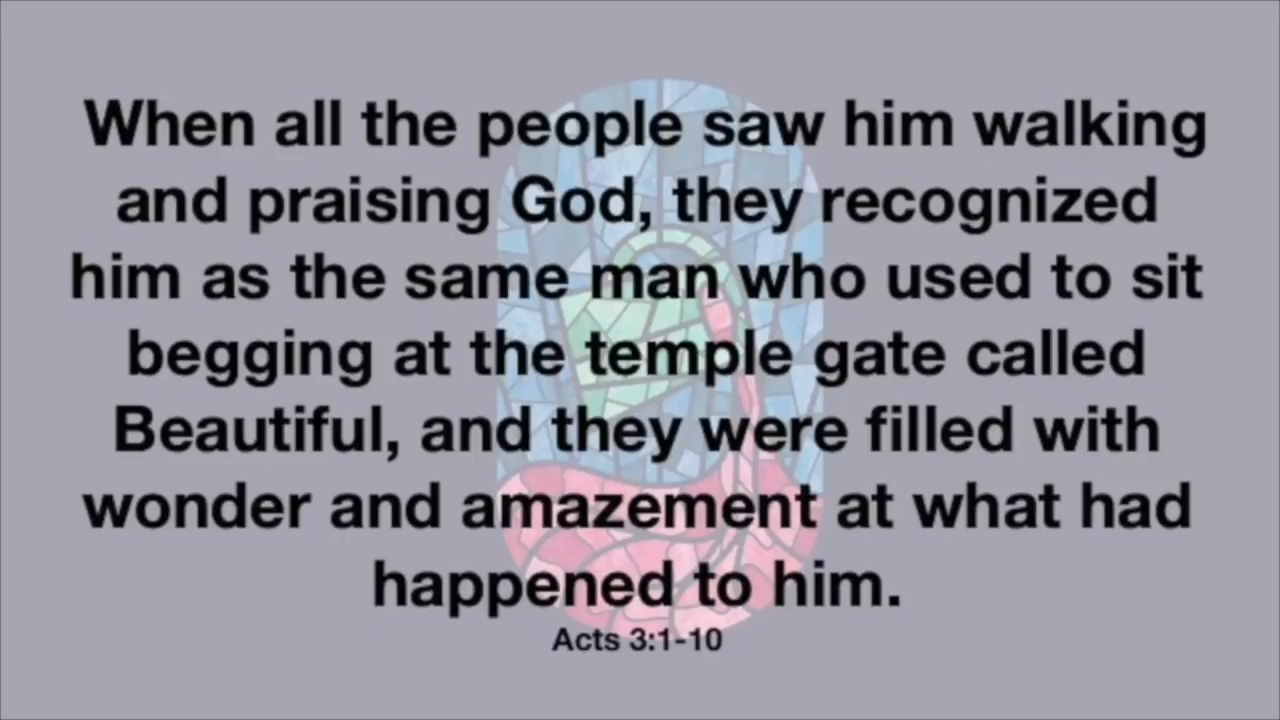 When all the people saw him walking
and praising God, they recognized
him as the same man who used to sit
begging at the temple gate called
Beautiful, and they were filled with
wonder and amazement at what had
happened to him.
Acts 3:1-10